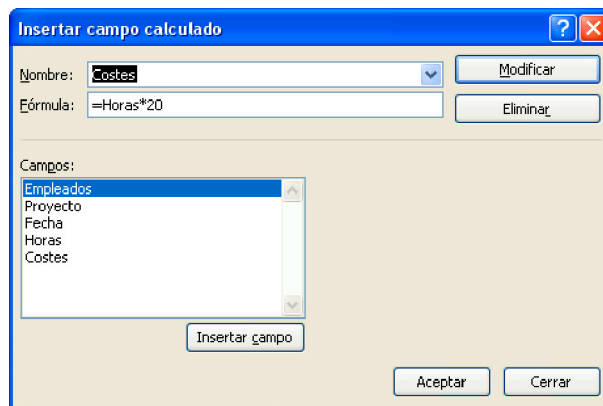 Insertar campo calculado
Nombre: Costes Modificar
Fórmula: =Horas*20 Eliminar
Campos:
Empleados
Proyecto
Fecha
Horas
Costes
Insertar campo
Aceptar Cerrar